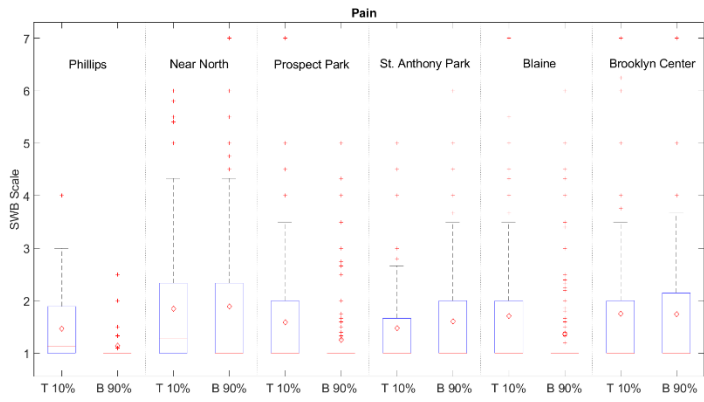 Pain
Phillips Near North Prospect Park St. Anthony Park Blaine Brooklyn Center
SWB Scale
7
6
5
4
3
2
1
T 10% B 90% T 10% B 90% T 10% B 90% T 10% B 90% T 10% B 90% T 10% B 90%